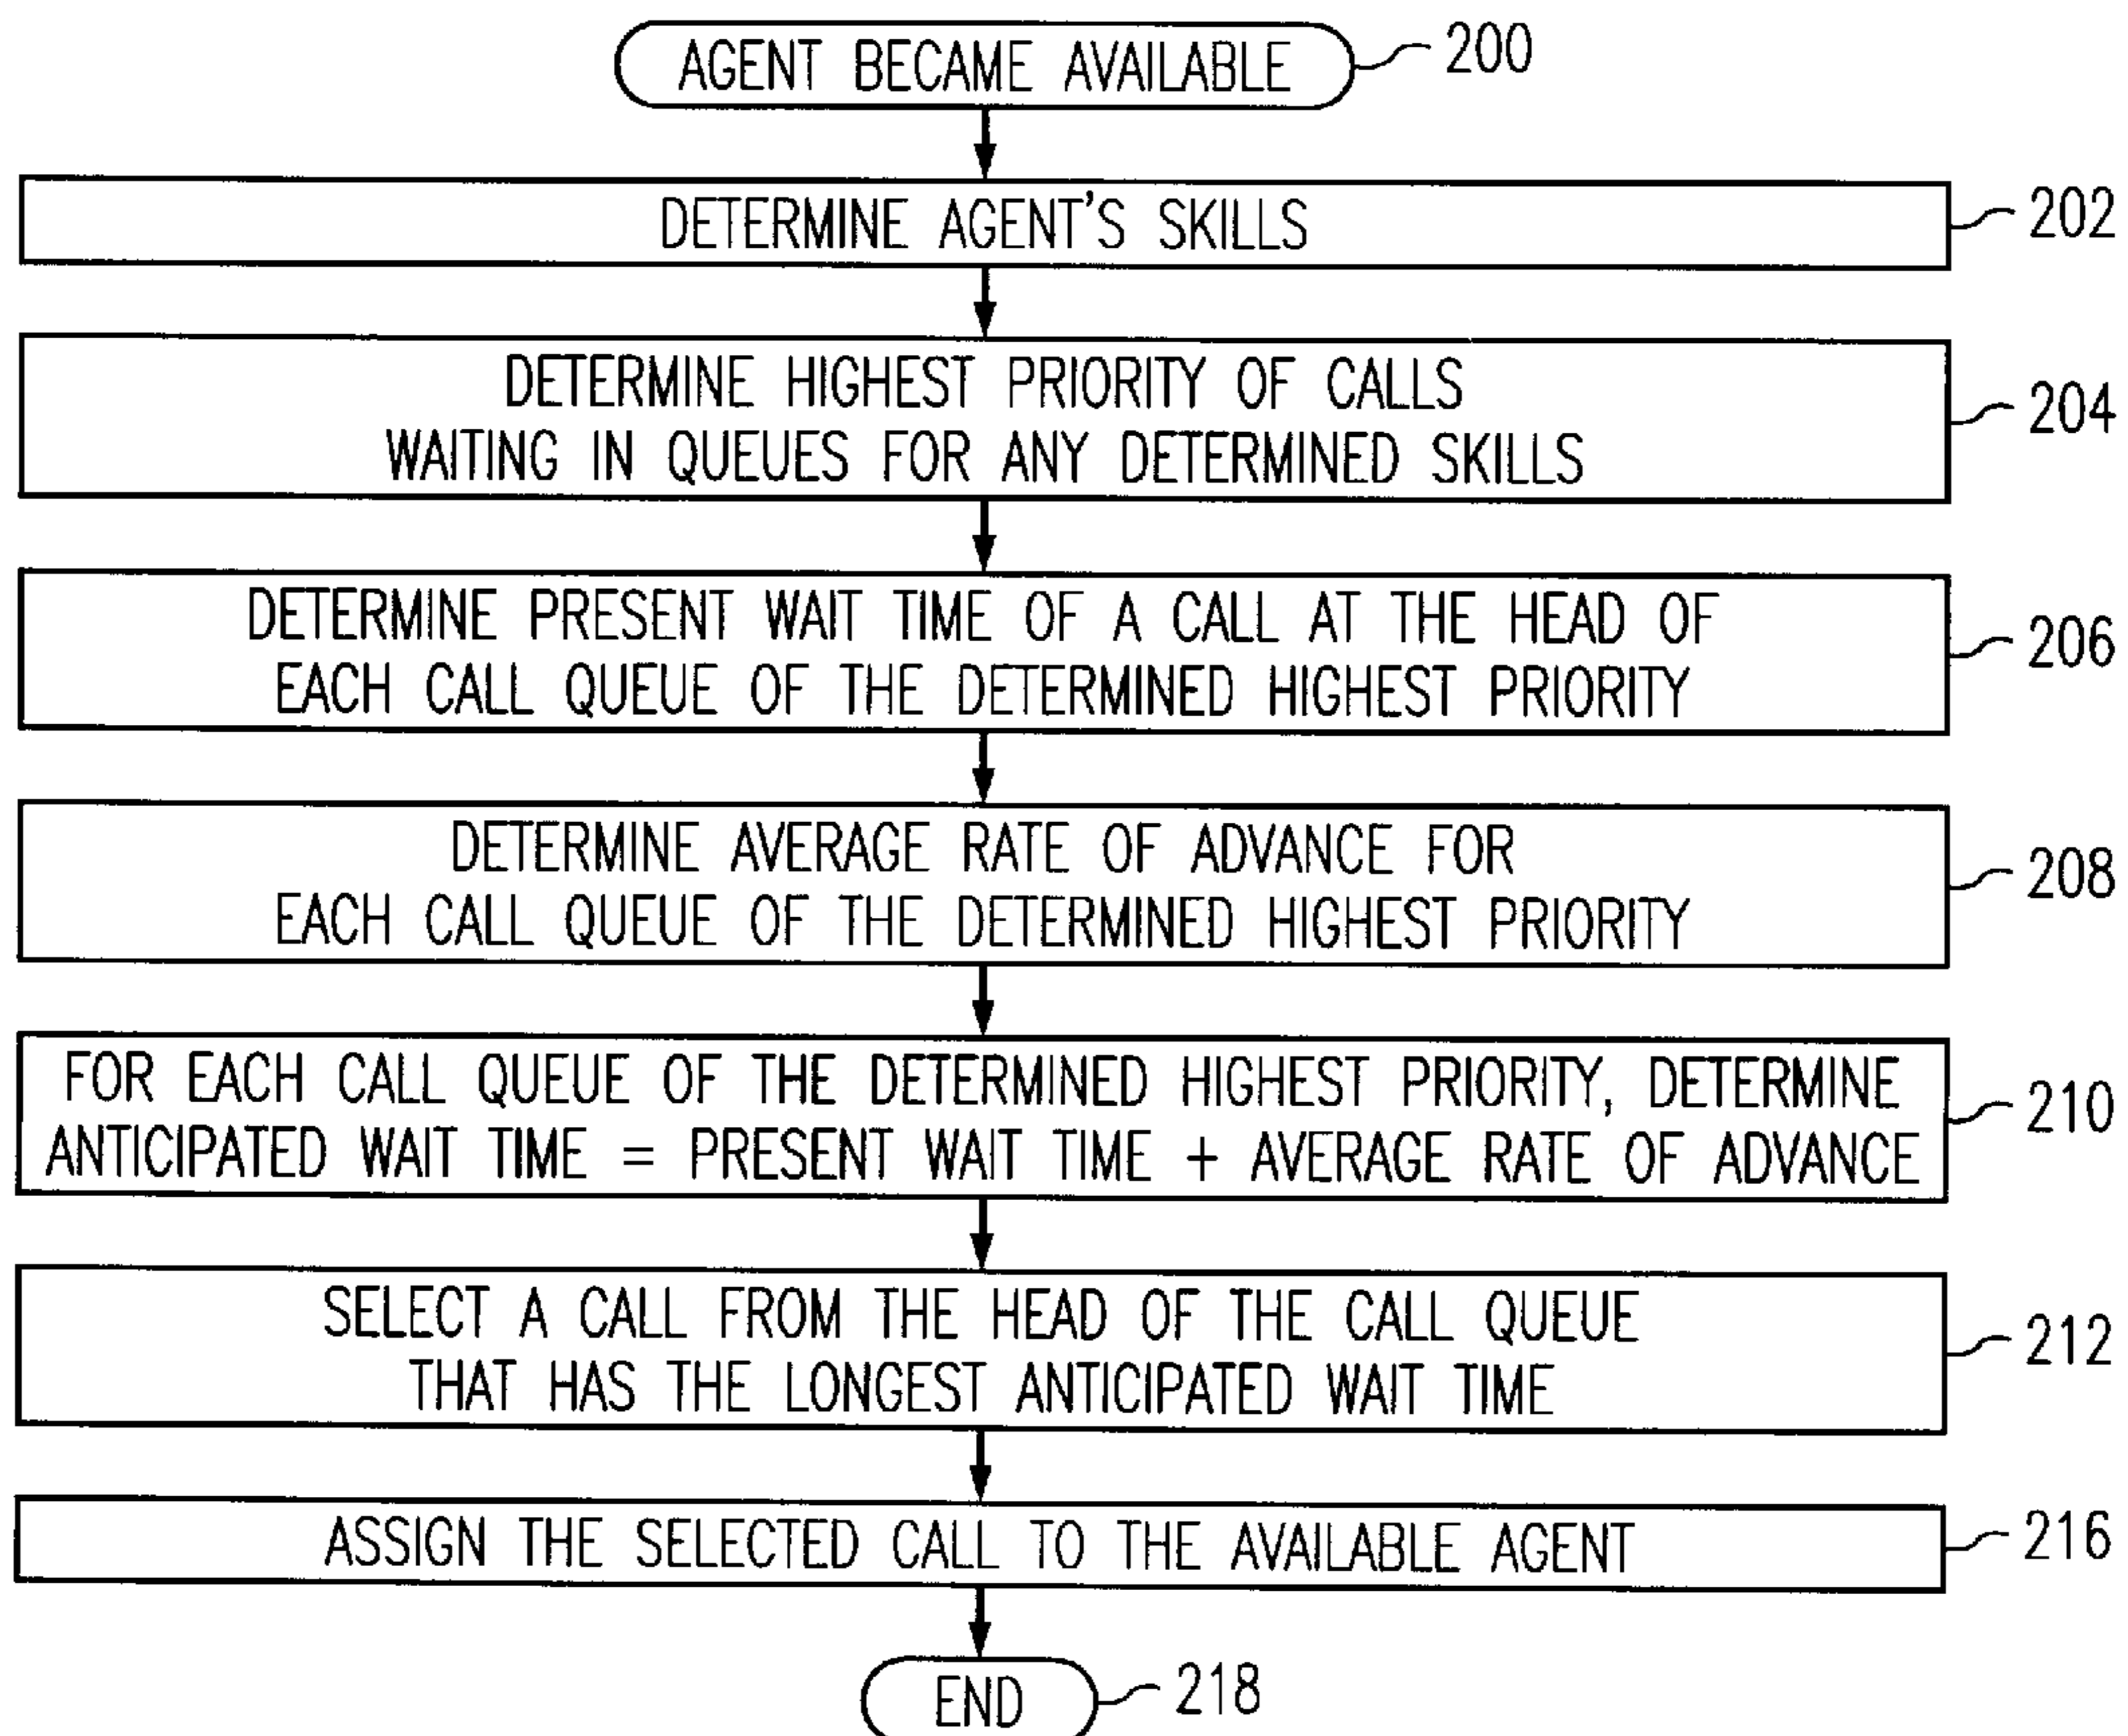 AGENT BECAME AVAILABLE 200
DETERMINE AGENT'S SKILLS 202
DETERMINE HIGHEST PRIORITY OF CALLS
WAITING IN QUEUES FOR ANY DETERMINED SKILLS 204
DETERMINE PRESENT WAIT TIME OF A CALL AT THE HEAD OF
EACH CALL QUEUE OF THE DETERMINED HIGHEST PRIORITY 206
DETERMINE AVERAGE RATE OF ADVANCE FOR
EACH CALL QUEUE OF THE DETERMINED HIGHEST PRIORITY 208
FOR EACH CALL QUEUE OF THE DETERMINED HIGHEST PRIORITY, DETERMINE
ANTICIPATED WAIT TIME = PRESENT WAIT TIME + AVERAGE RATE OF ADVANCE 210
SELECT A CALL FROM THE HEAD OF THE CALL QUEUE
THAT HAS THE LONGEST ANTICIPATED WAIT TIME 212
ASSIGN THE SELECTED CALL TO THE AVAILABLE AGENT 216
END 218